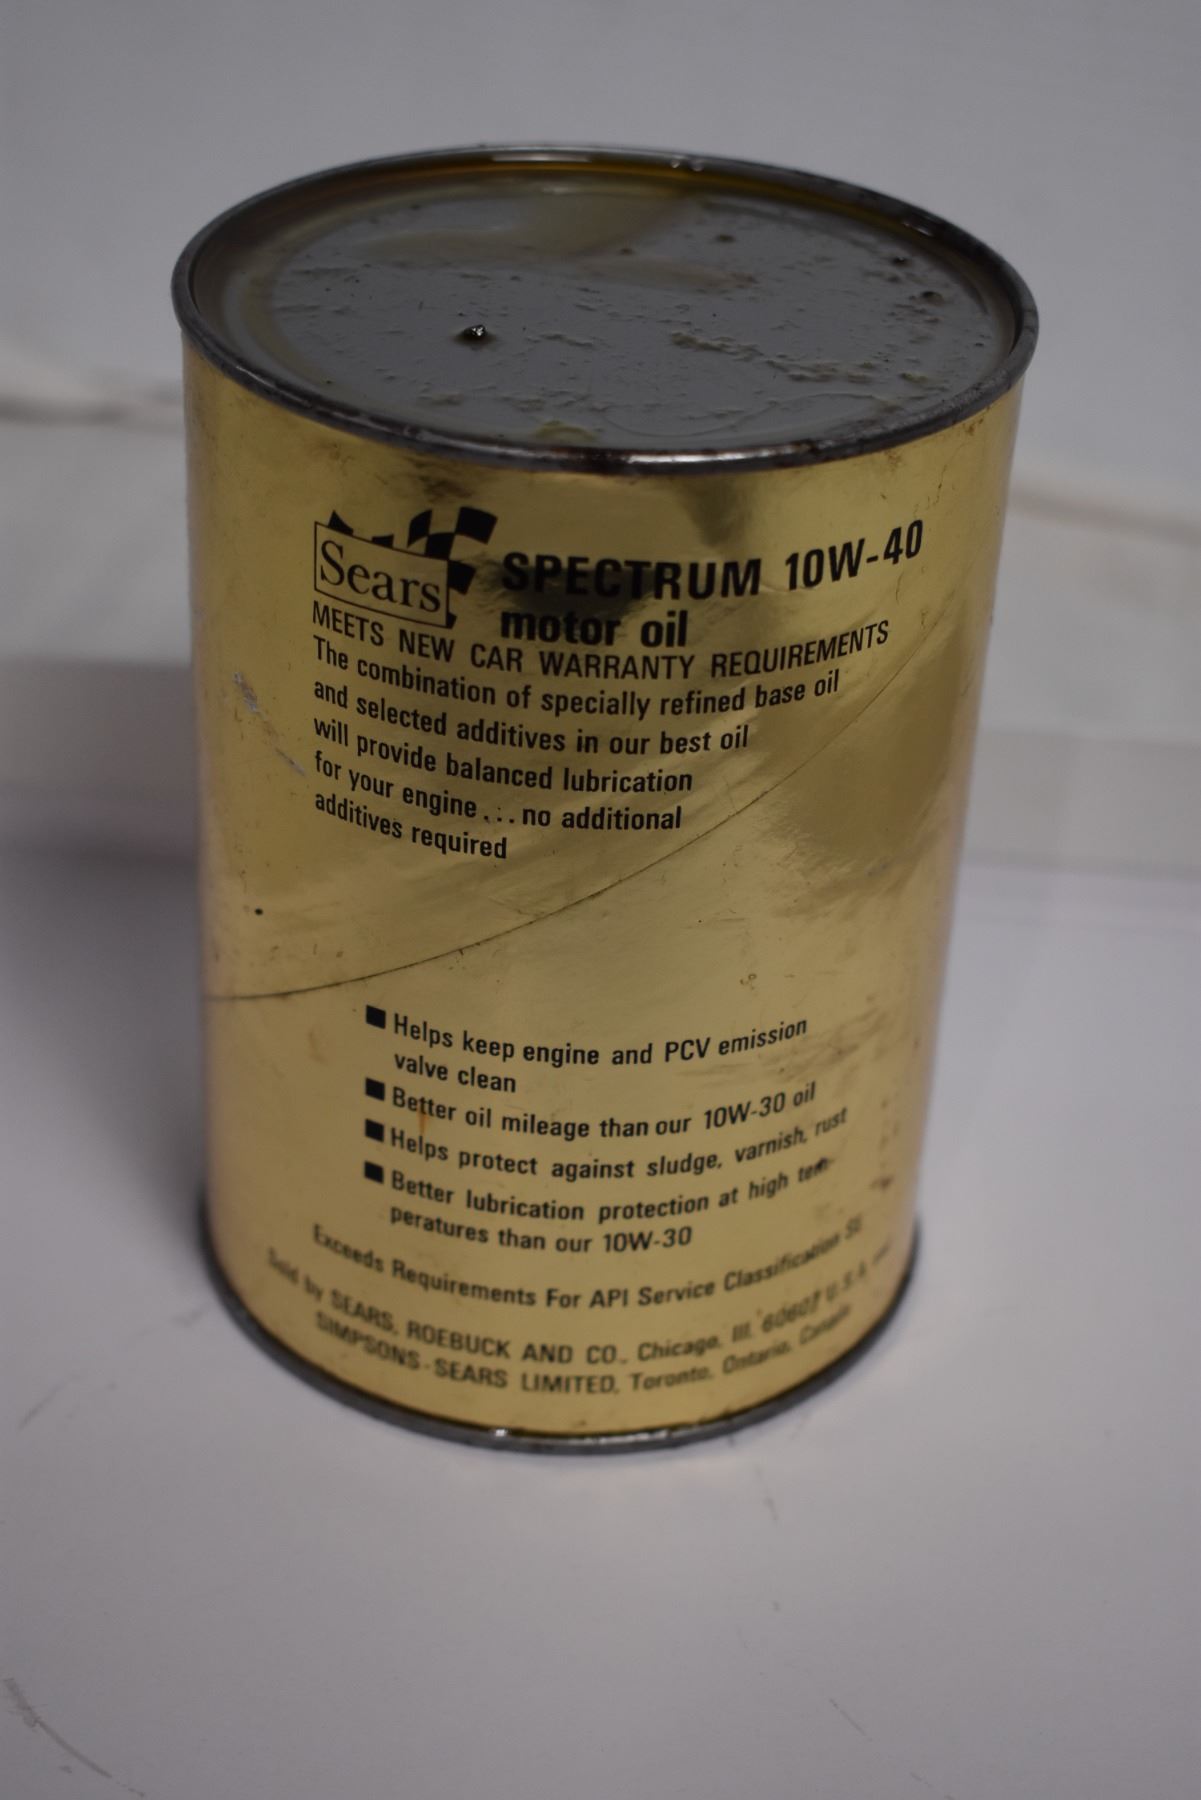 Sears
SPECTRUM 10W-40
motor oil
MEETS NEW CAR WARRANTY REQUIREMENTS
The combination of specially refined base oil
and selected additives in our best oil
will provide balanced lubrication
for your engine ... no additional
additives required
■ Helps keep engine and PCV emission
valve clean
■ Better oil mileage than our 10W-30 oil
■ Helps protect against sludge, varnish, rust
■ Better lubrication protection at high tem-
peratures than our 10W-30
Exceeds Requirements For API Service Classification SE
Sold by SEARS, ROEBUCK AND CO., Chicago, Ill. 60607 U.S.A.
SIMPSONS-SEARS LIMITED, Toronto, Ontario, Canada